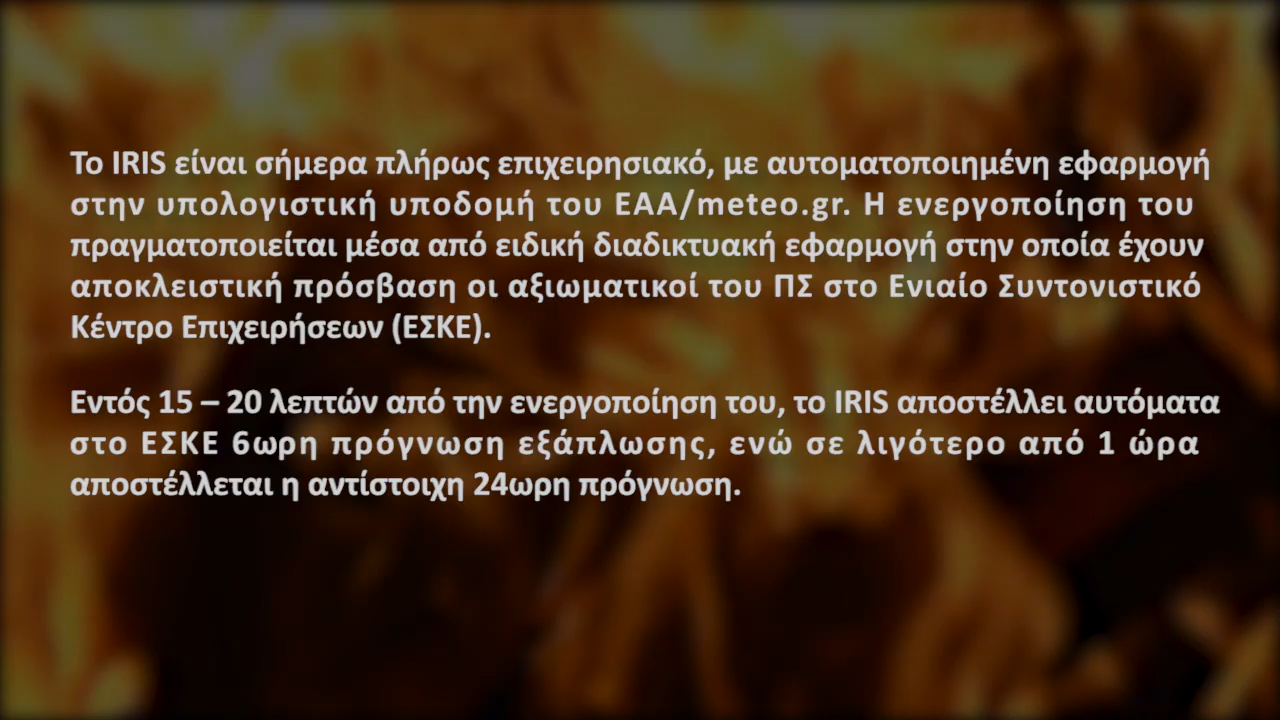 Το IRIS είναι σήμερα πλήρως επιχειρησιακό, με αυτοματοποιημένη εφαρμογή
στην υπολογιστική υποδομή του ΕΑΑ/meteo.gr. Η ενεργοποίηση του
πραγματοποιείται μέσα από ειδική διαδικτυακή εφαρμογή στην οποία έχουν
αποκλειστική πρόσβαση οι αξιωματικοί του ΠΣ στο Ενιαίο Συντονιστικό
Κέντρο Επιχειρήσεων (ΕΣΚΕ).
Εντός 15 – 20 λεπτών από την ενεργοποίηση του, το IRIS αποστέλλει αυτόματα
στο ΕΣΚΕ 6ωρη πρόγνωση εξάπλωσης, ενώ σε λιγότερο από 1 ώρα
αποστέλλεται η αντίστοιχη 24ωρη πρόγνωση.